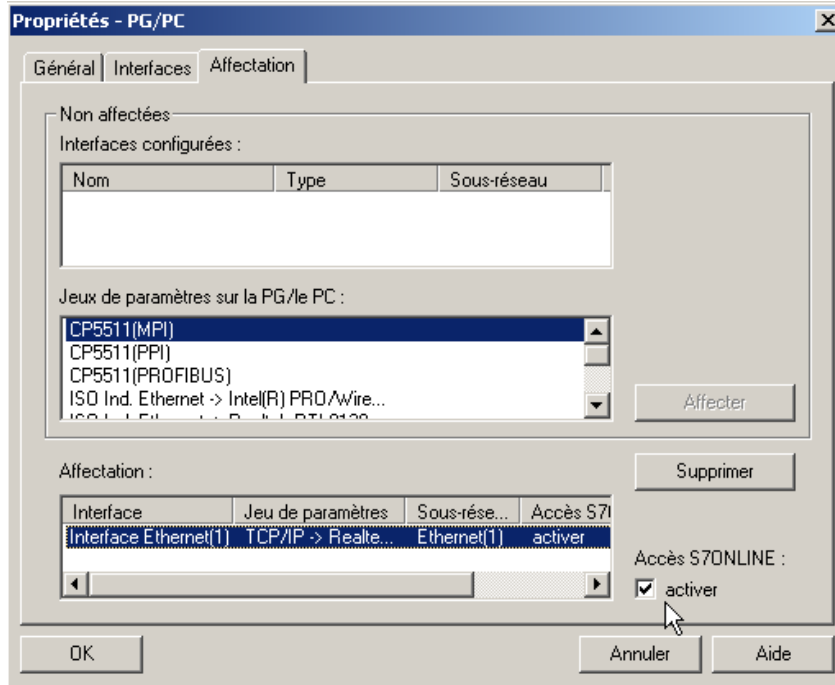 Propriétés - PG/PC
Général Interfaces Affectation
Non affectées
Interfaces configurées :
Nom Type Sous-réseau
Jeux de paramètres sur la PG/le PC :
CP5511(MPI)
CP5511(PPI)
CP5511(PROFIBUS)
ISO Ind. Ethernet -> Intel(R) PRO/Wire...
Affecter
Affectation :
Supprimer
Interface Jeu de paramètres Sous-rése... Accès S7
Interface Ethernet(1) TCP/IP -> Realte... Ethernet(1) activer
Accès S7ONLINE :
activer
OK Annuler Aide